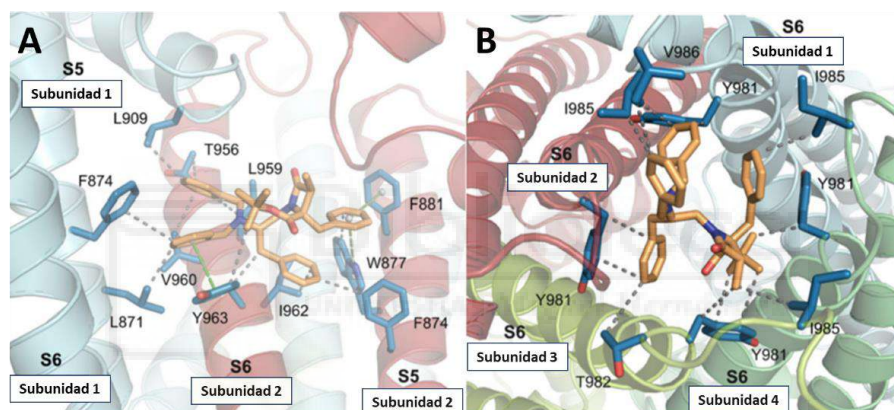 A
S5
Subunidad 1
L909
T956
L959
F874
F881
V960
W877
L871
Y963
I962
F874
S6
Subunidad 1
S6
Subunidad 2
S5
Subunidad 2
B
S6
Subunidad 1
V986
I985
I985
Y981
S6
Subunidad 2
Y981
Y981
I985
S6
Subunidad 3
T982
Y981
S6
Subunidad 4